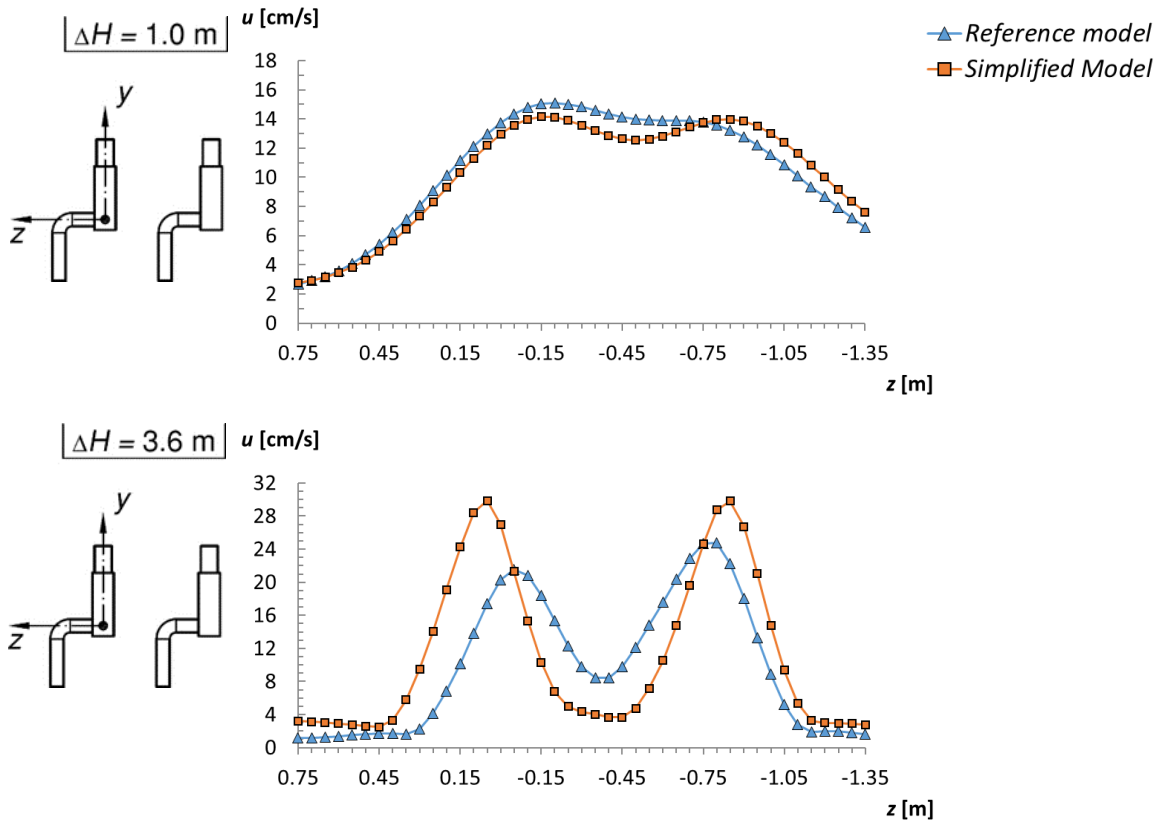 u [cm/s]
ΔH = 1.0 m
Reference model
Simplified Model
18
16
14
12
10
8
6
4
2
0
y
z
0.75 0.45 0.15 -0.15 -0.45 -0.75 -1.05 -1.35
z [m]
ΔH = 3.6 m
u [cm/s]
32
28
24
20
16
12
8
4
0
y
z
0.75 0.45 0.15 -0.15 -0.45 -0.75 -1.05 -1.35
z [m]